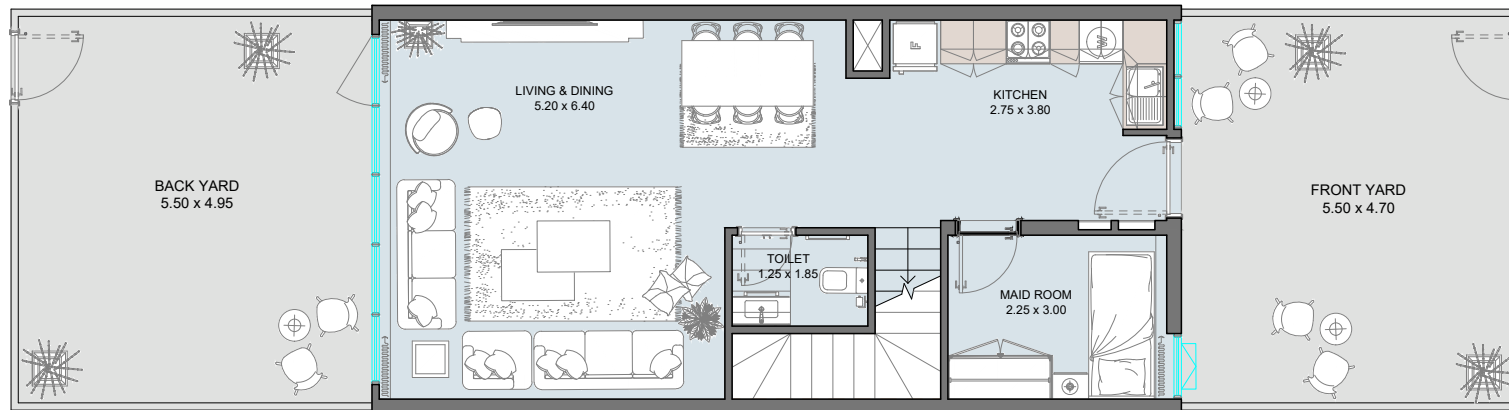 BACK YARD
5.50 x 4.95
LIVING & DINING
5.20 x 6.40
F
W
KITCHEN
2.75 x 3.80
FRONT YARD
5.50 x 4.70
TOILET
1.25 x 1.85
MAID ROOM
2.25 x 3.00